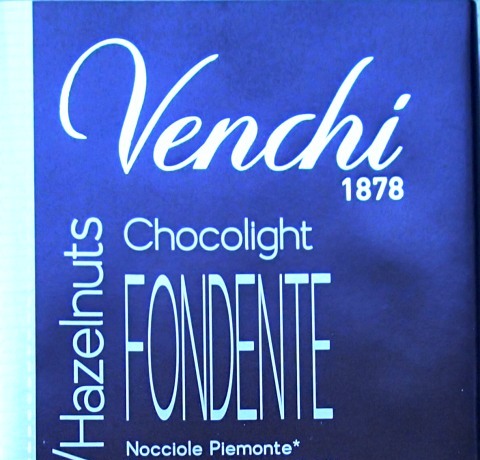 Venchi
1878
Chocolight
FONDENTE
Nocciole Piemonte*
/Hazelnuts